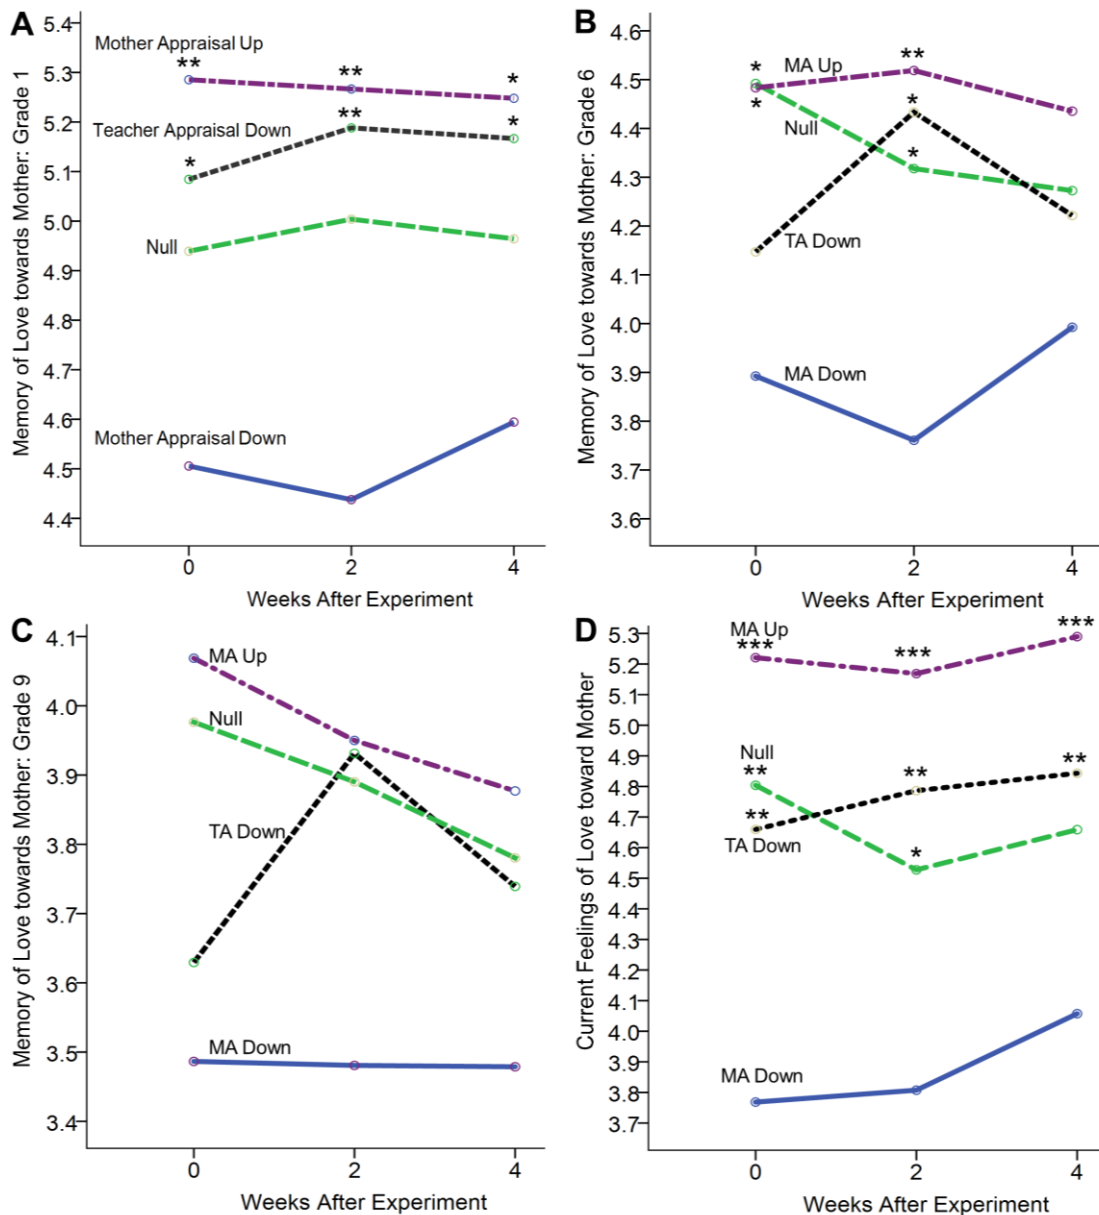 A
Memory of Love towards Mother: Grade 1
5.4
5.3
5.2
5.1
5.0
4.9
4.8
4.7
4.6
4.5
4.4
Mother Appraisal Up
** ** *
Teacher Appraisal Down
* ** *
Null
Mother Appraisal Down
0 2 4
Weeks After Experiment
B
Memory of Love towards Mother: Grade 6
4.6
4.5
4.4
4.3
4.2
4.1
4.0
3.9
3.8
3.7
3.6
* MA Up **
* *
Null
*
TA Down
MA Down
0 2 4
Weeks After Experiment
C
Memory of Love towards Mother: Grade 9
4.1
4.0
3.9
3.8
3.7
3.6
3.5
3.4
MA Up
Null
TA Down
MA Down
0 2 4
Weeks After Experiment
D
Current Feelings of Love toward Mother
5.3
5.2
5.1
5.0
4.9
4.8
4.7
4.6
4.5
4.4
4.3
4.2
4.1
4.0
3.9
3.8
3.7
MA Up
*** *** ***
Null
** ** **
**
TA Down
*
MA Down
0 2 4
Weeks After Experiment